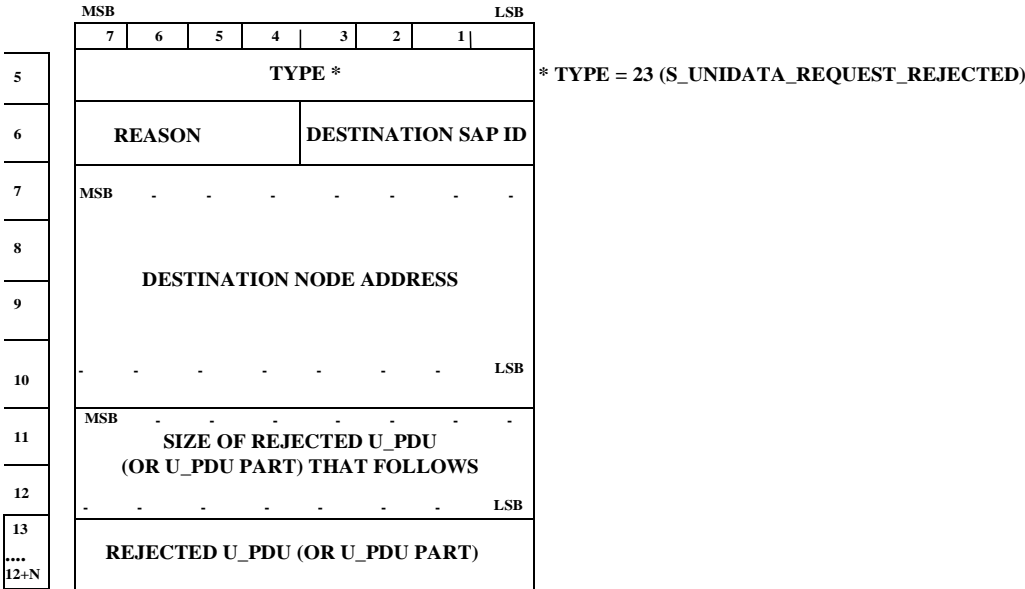 MSB LSB
7 6 5 4 3 2 1
5 TYPE * * TYPE = 23 (S_UNIDATA_REQUEST_REJECTED)
6 REASON DESTINATION SAP ID
7 MSB - - - - - - -
8
DESTINATION NODE ADDRESS
9
10 - - - - - - - LSB
MSB - - - - - - -
11 SIZE OF REJECTED U_PDU
(OR U_PDU PART) THAT FOLLOWS
12
- - - - - - - LSB
13
.... REJECTED U_PDU (OR U_PDU PART)
12+N